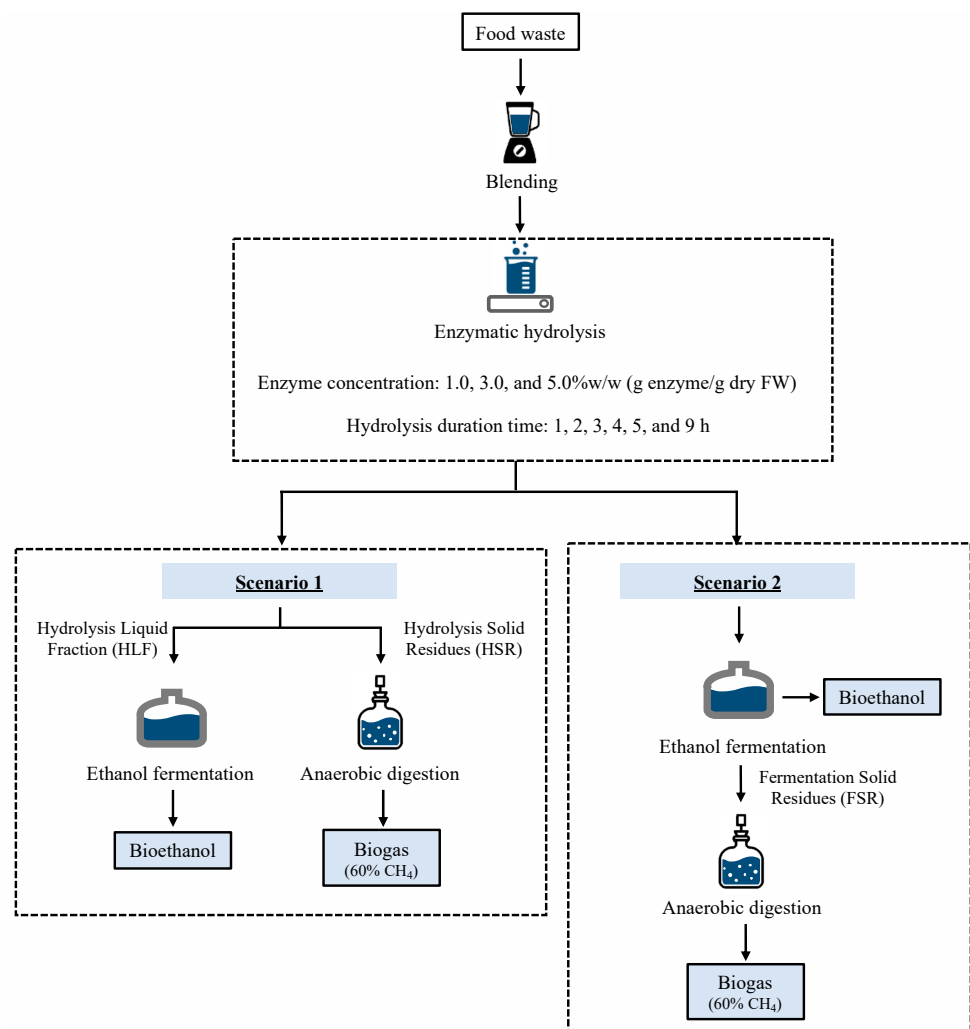 Food waste
Blending
Enzymatic hydrolysis
Enzyme concentration: 1.0, 3.0, and 5.0%w/w (g enzyme/g dry FW)
Hydrolysis duration time: 1, 2, 3, 4, 5, and 9 h
Scenario 1
Hydrolysis Liquid
Fraction (HLF)
Hydrolysis Solid
Residues (HSR)
Ethanol fermentation
Anaerobic digestion
Bioethanol
Biogas
(60% CH₄)
Scenario 2
Bioethanol
Ethanol fermentation
Fermentation Solid
Residues (FSR)
Anaerobic digestion
Biogas
(60% CH₄)